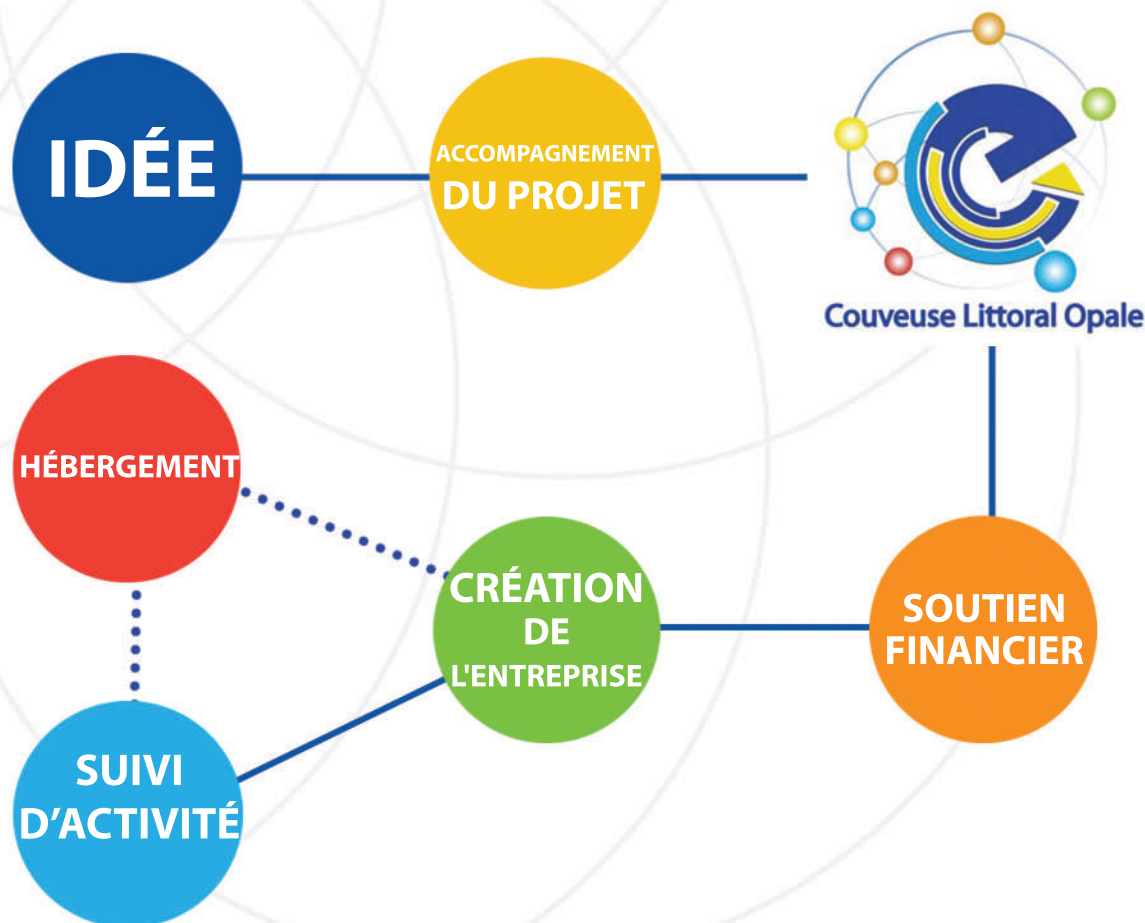 IDÉE
ACCOMPAGNEMENT
DU PROJET
Couveuse Littoral Opale
HÉBERGEMENT
CRÉATION
DE
L'ENTREPRISE
SOUTIEN
FINANCIER
SUIVI
D’ACTIVITÉ